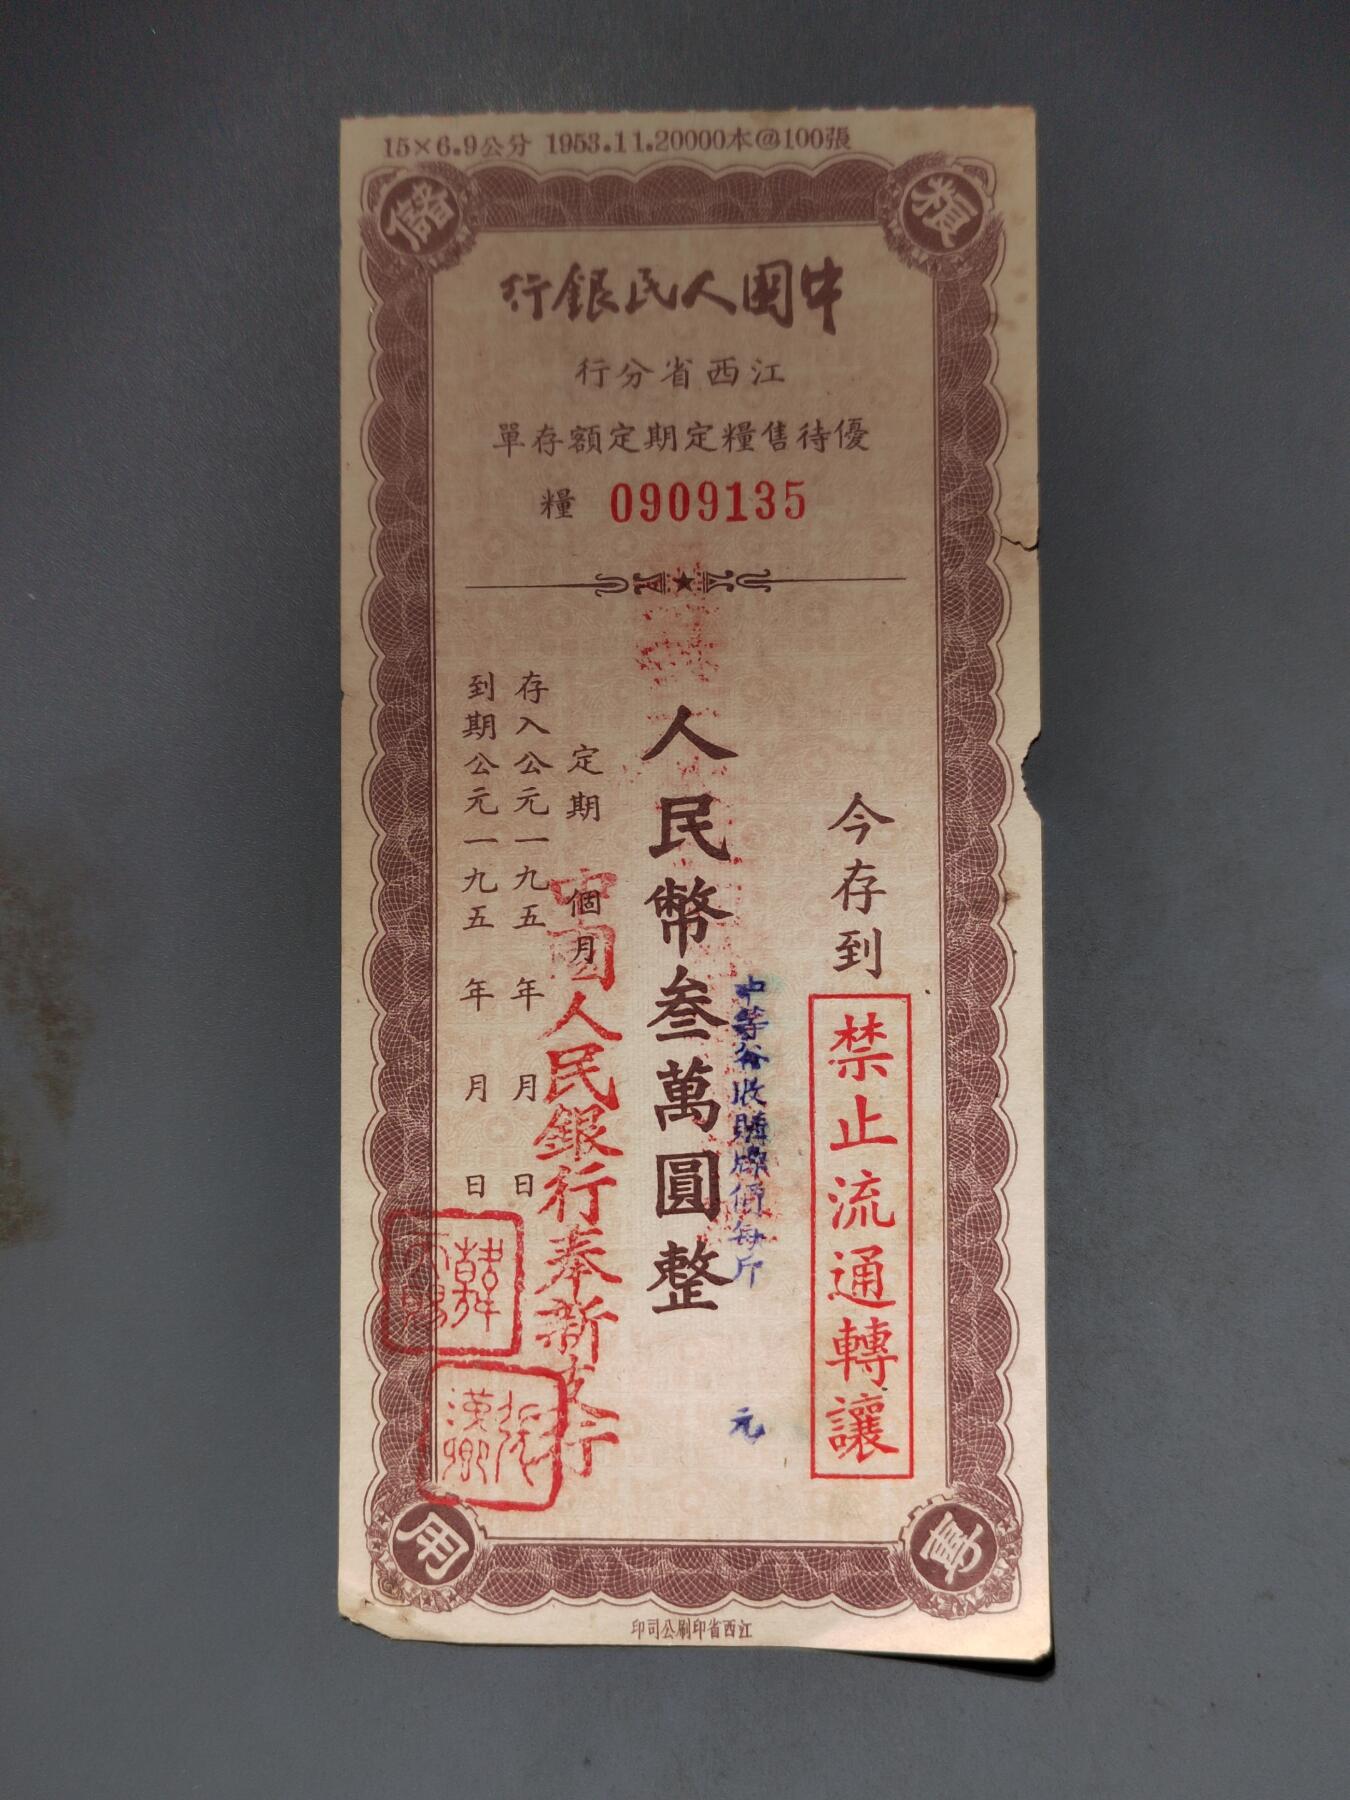 15×6.9公分 1953.11.20000本@100張
糧儲
中國人民銀行
江西省分行
優待售糧定期定額存單
糧 0909135
今存到
禁止流通轉讓
中等谷收購牌價每斤 元
人民幣叁萬圓整
定期 個月
中國人民銀行奉新支行
存入公元一九五 年 月 日
到期公元一九五 年 月 日
張漢卿
專用
江西省印刷公司印